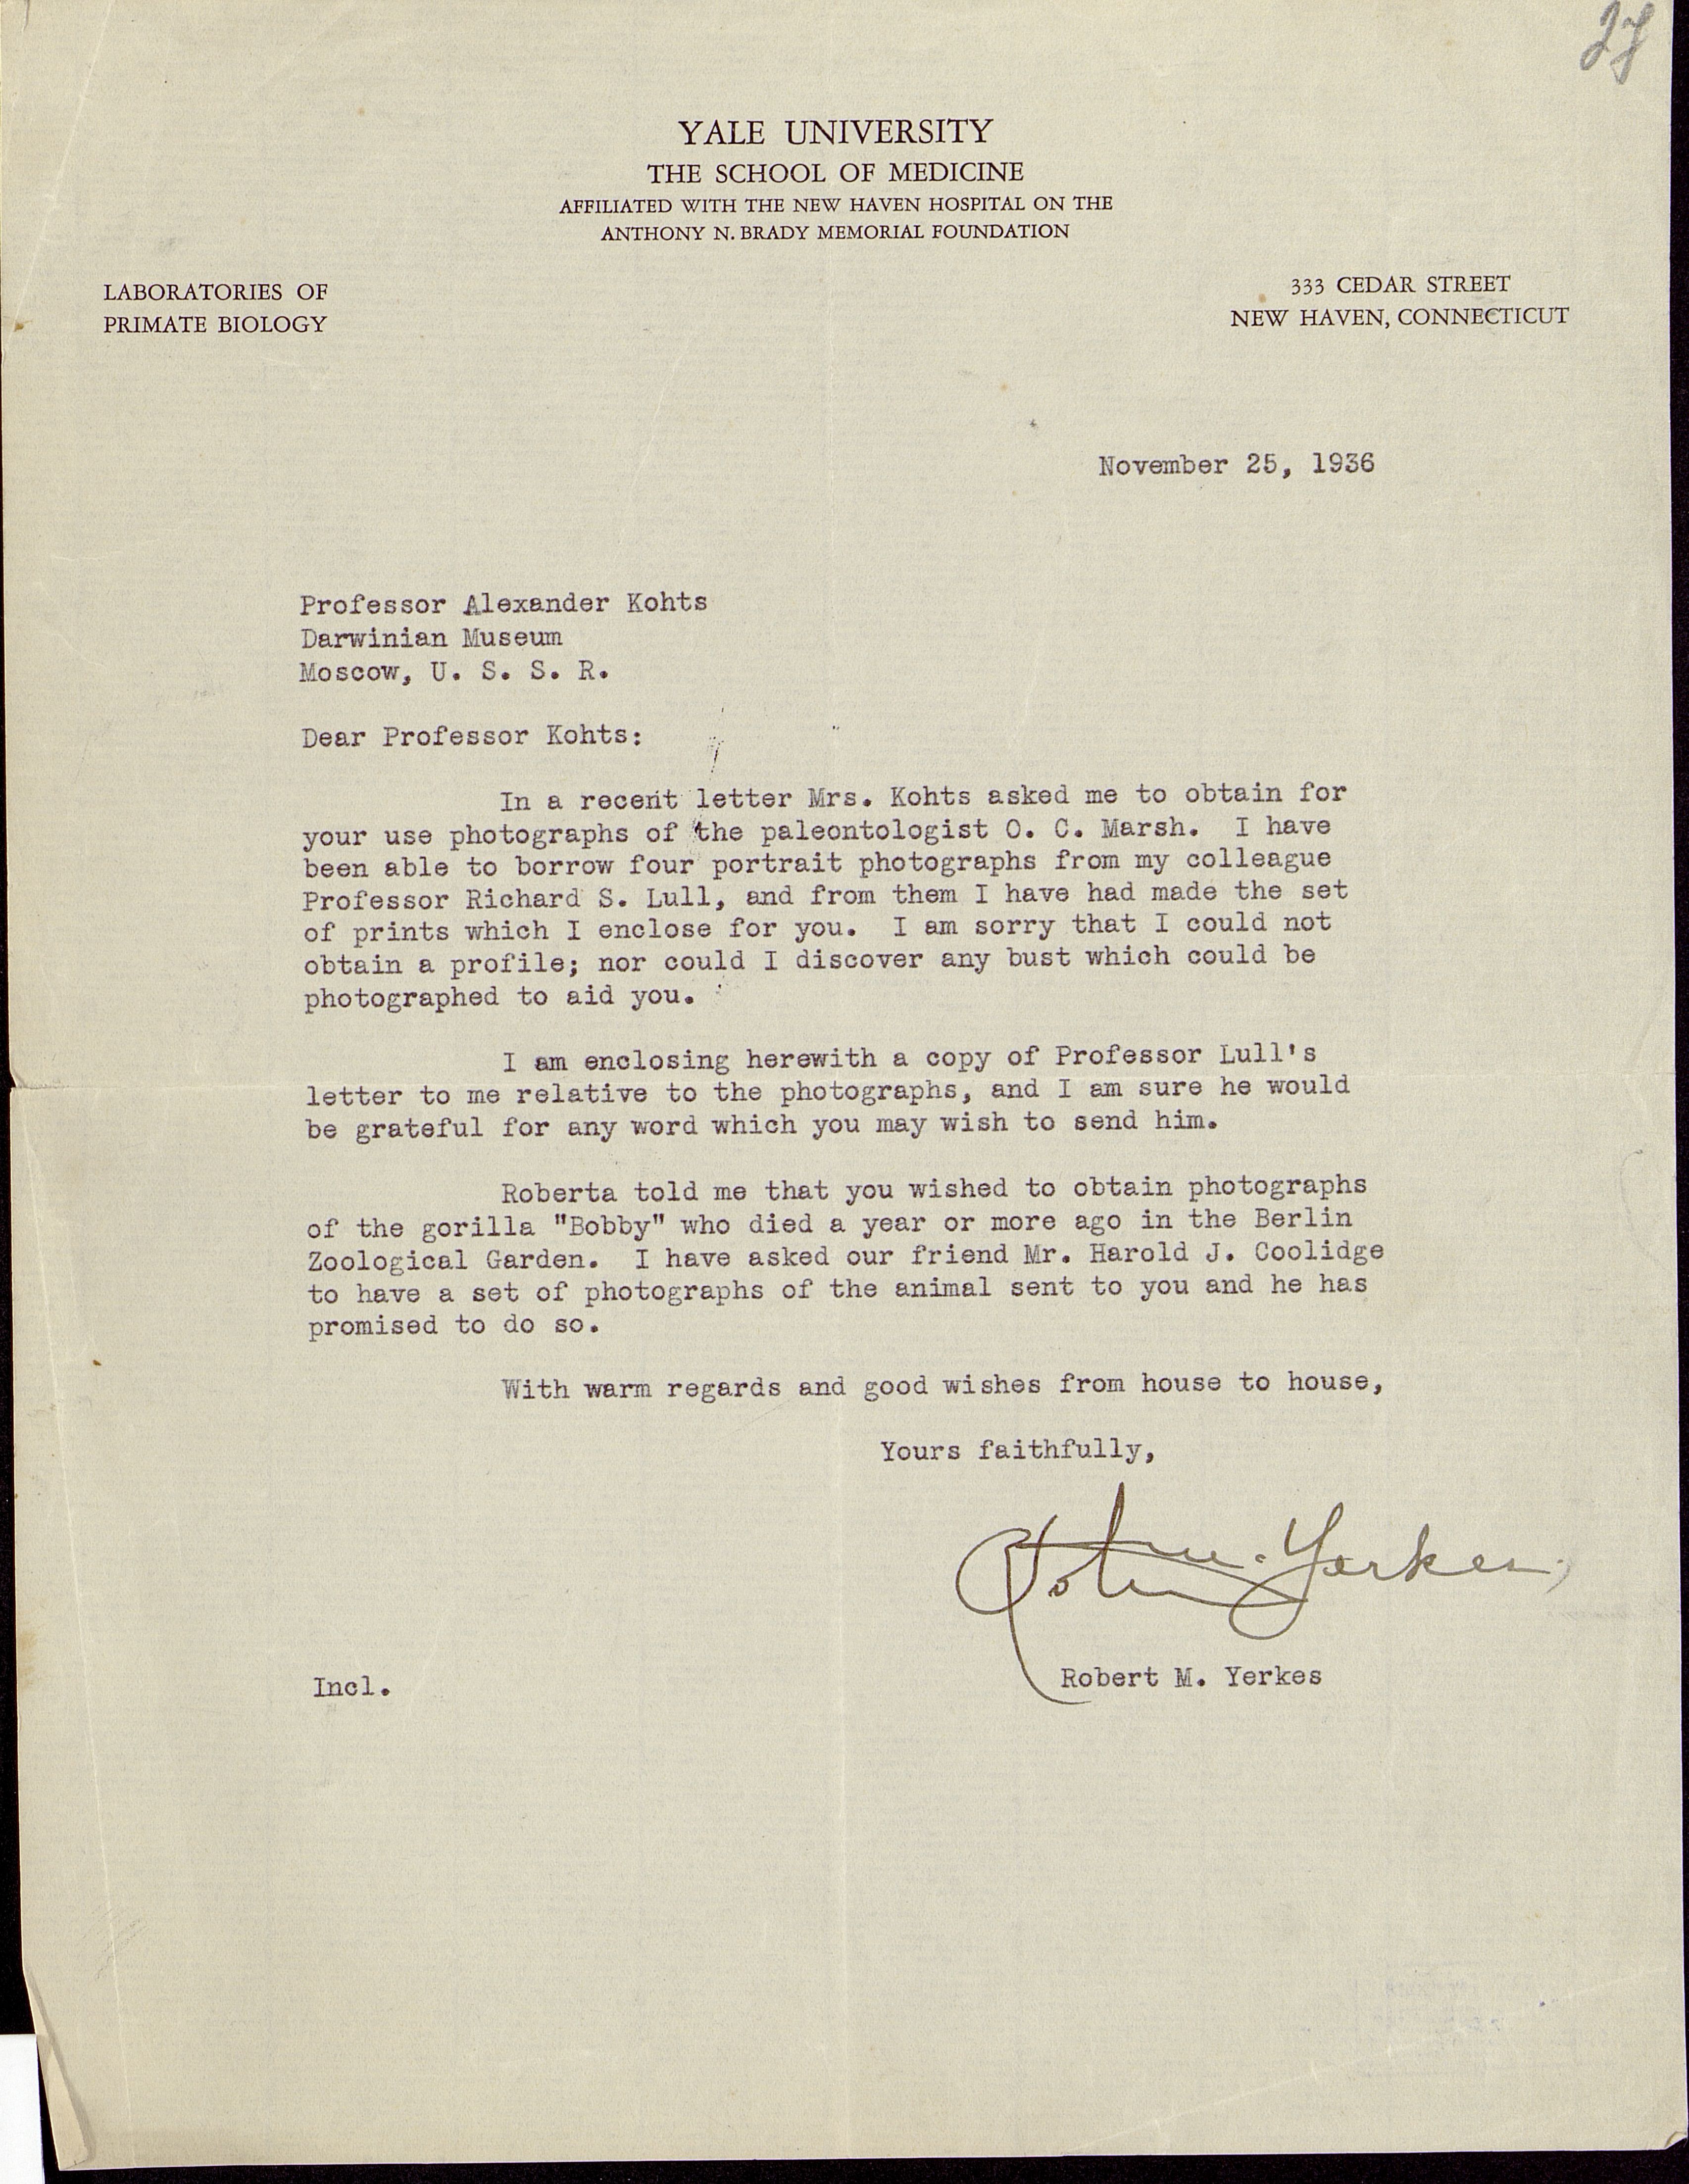 27
YALE UNIVERSITY
THE SCHOOL OF MEDICINE
AFFILIATED WITH THE NEW HAVEN HOSPITAL ON THE
ANTHONY N. BRADY MEMORIAL FOUNDATION
LABORATORIES OF
PRIMATE BIOLOGY
333 CEDAR STREET
NEW HAVEN, CONNECTICUT
November 25, 1936
Professor Alexander Kohts
Darwinian Museum
Moscow, U. S. S. R.
Dear Professor Kohts:
In a recent letter Mrs. Kohts asked me to obtain for
your use photographs of the paleontologist O. C. Marsh. I have
been able to borrow four portrait photographs from my colleague
Professor Richard S. Lull, and from them I have had made the set
of prints which I enclose for you. I am sorry that I could not
obtain a profile; nor could I discover any bust which could be
photographed to aid you.
I am enclosing herewith a copy of Professor Lull's
letter to me relative to the photographs, and I am sure he would
be grateful for any word which you may wish to send him.
Roberta told me that you wished to obtain photographs
of the gorilla "Bobby" who died a year or more ago in the Berlin
Zoological Garden. I have asked our friend Mr. Harold J. Coolidge
to have a set of photographs of the animal sent to you and he has
promised to do so.
With warm regards and good wishes from house to house,
Yours faithfully,
Robert M. Yerkes
Robert M. Yerkes
Incl.